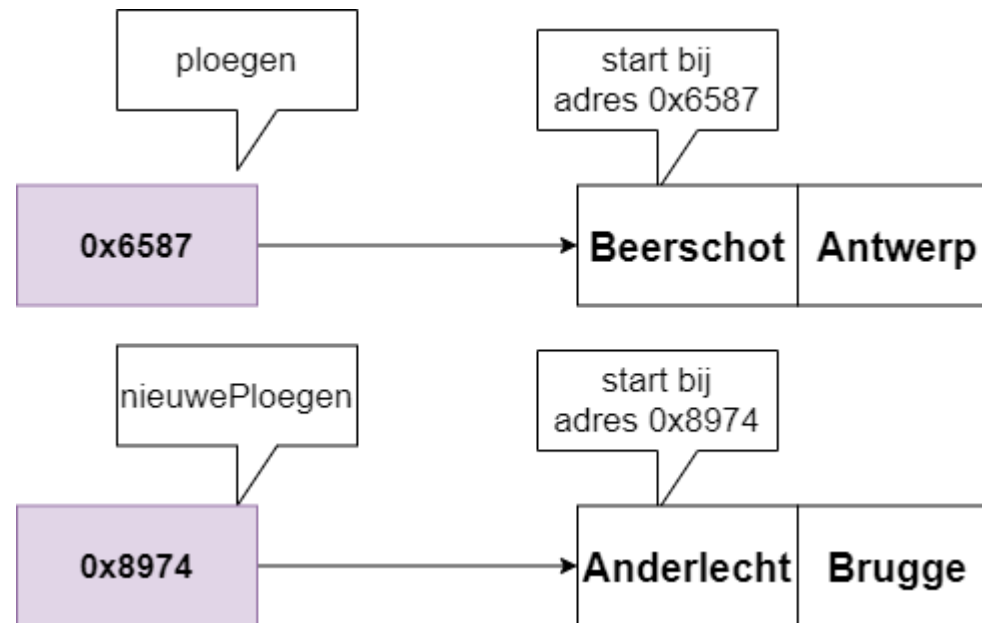 ploegen
start bij
adres 0x6587
0x6587
Beerschot Antwerp
nieuwePloegen
start bij
adres 0x8974
0x8974
Anderlecht Brugge